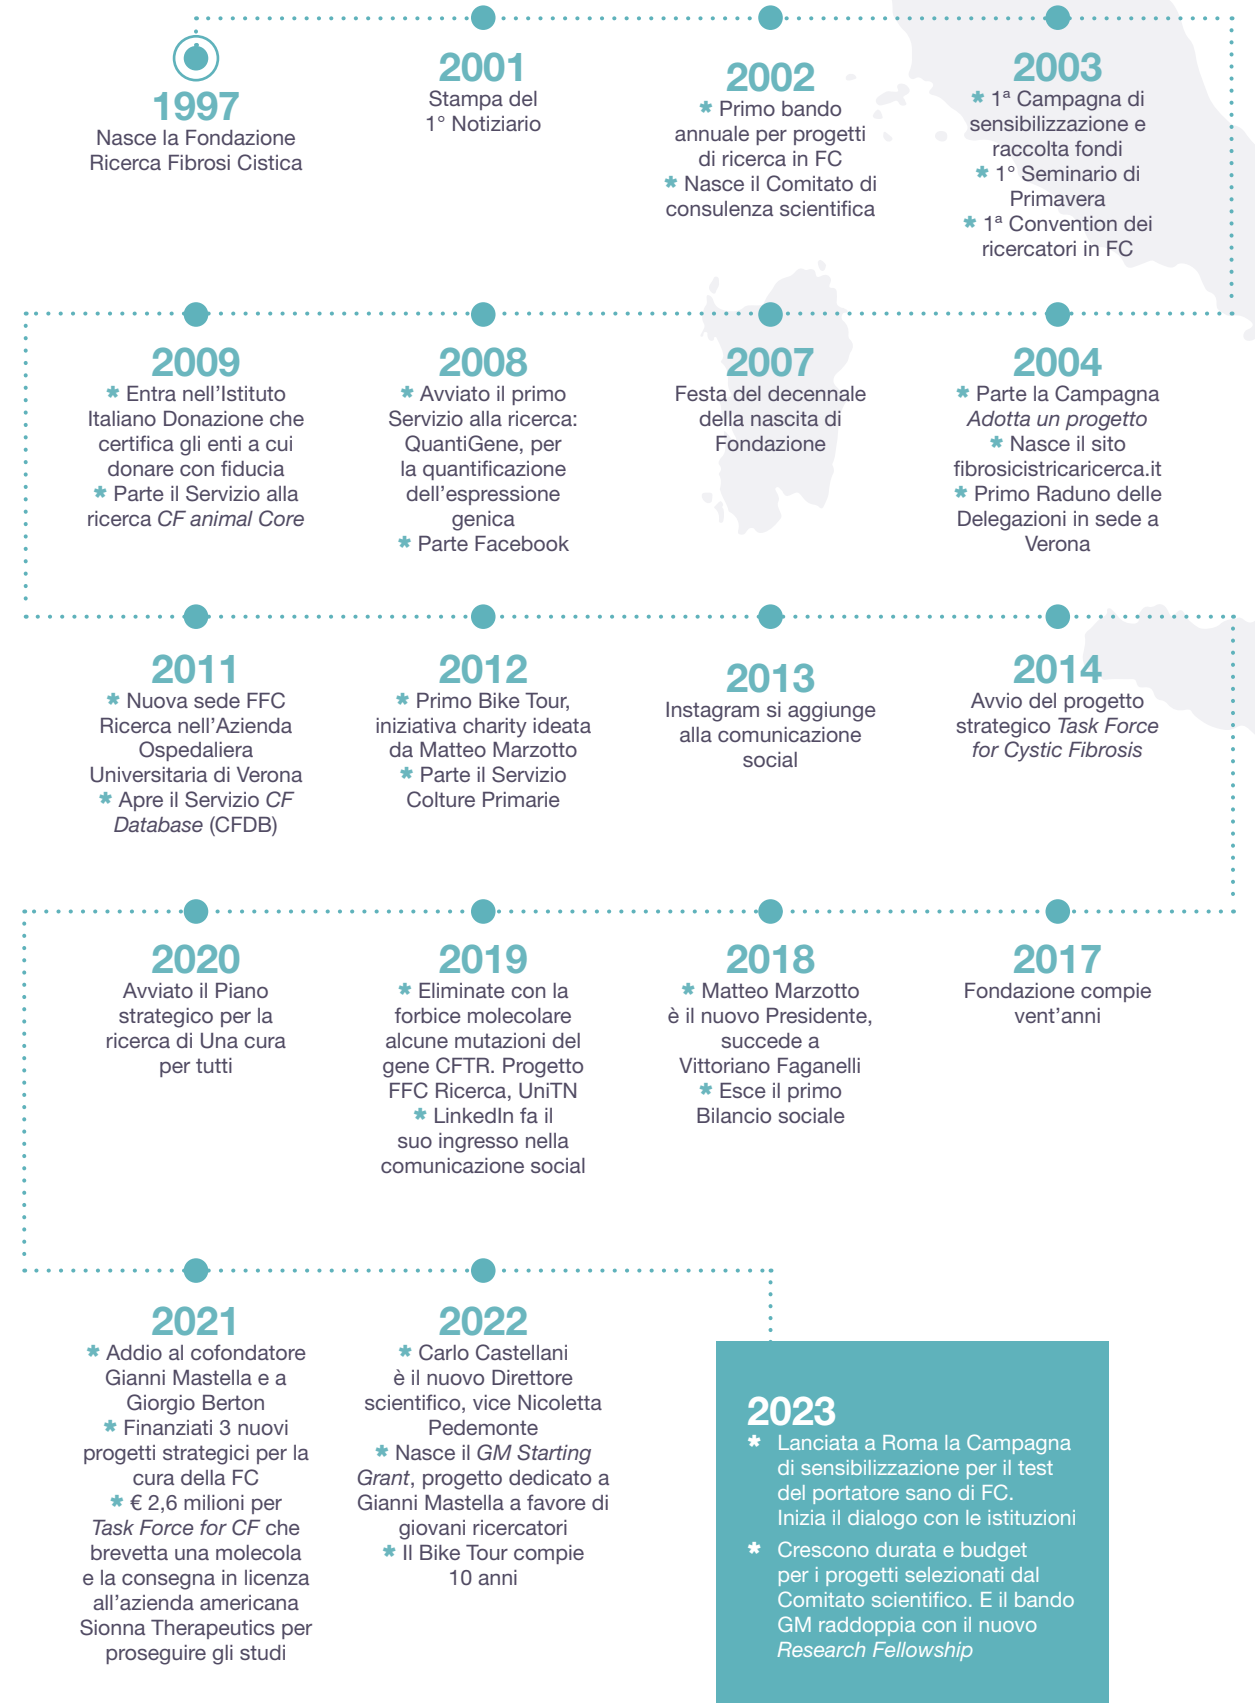 1997
Nasce la Fondazione
Ricerca Fibrosi Cistica
2001
Stampa del
1° Notiziario
2002
* Primo bando
annuale per progetti
di ricerca in FC
* Nasce il Comitato di
consulenza scientifica
2003
* 1ª Campagna di
sensibilizzazione e
raccolta fondi
* 1° Seminario di
Primavera
* 1ª Convention dei
ricercatori in FC
2004
* Parte la Campagna
Adotta un progetto
* Nasce il sito
fibrosicistricaricerca.it
* Primo Raduno delle
Delegazioni in sede a
Verona
2007
Festa del decennale
della nascita di
Fondazione
2008
* Avviato il primo
Servizio alla ricerca:
QuantiGene, per
la quantificazione
dell’espressione
genica
* Parte Facebook
2009
* Entra nell’Istituto
Italiano Donazione che
certifica gli enti a cui
donare con fiducia
* Parte il Servizio alla
ricerca CF animal Core
2011
* Nuova sede FFC
Ricerca nell’Azienda
Ospedaliera
Universitaria di Verona
* Apre il Servizio CF
Database (CFDB)
2012
* Primo Bike Tour,
iniziativa charity ideata
da Matteo Marzotto
* Parte il Servizio
Colture Primarie
2013
Instagram si aggiunge
alla comunicazione
social
2014
Avvio del progetto
strategico Task Force
for Cystic Fibrosis
2017
Fondazione compie
vent’anni
2018
* Matteo Marzotto
è il nuovo Presidente,
succede a
Vittoriano Faganelli
* Esce il primo
Bilancio sociale
2019
* Eliminate con la
forbice molecolare
alcune mutazioni del
gene CFTR. Progetto
FFC Ricerca, UniTN
* LinkedIn fa il
suo ingresso nella
comunicazione social
2020
Avviato il Piano
strategico per la
ricerca di Una cura
per tutti
2021
* Addio al cofondatore
Gianni Mastella e a
Giorgio Berton
* Finanziati 3 nuovi
progetti strategici per la
cura della FC
* € 2,6 milioni per
Task Force for CF che
brevetta una molecola
e la consegna in licenza
all’azienda americana
Sionna Therapeutics per
proseguire gli studi
2022
* Carlo Castellani
è il nuovo Direttore
scientifico, vice Nicoletta
Pedemonte
* Nasce il GM Starting
Grant, progetto dedicato a
Gianni Mastella a favore di
giovani ricercatori
* Il Bike Tour compie
10 anni
2023
* Lanciata a Roma la Campagna
di sensibilizzazione per il test
del portatore sano di FC.
Inizia il dialogo con le istituzioni
* Crescono durata e budget
per i progetti selezionati dal
Comitato scientifico. E il bando
GM raddoppia con il nuovo
Research Fellowship